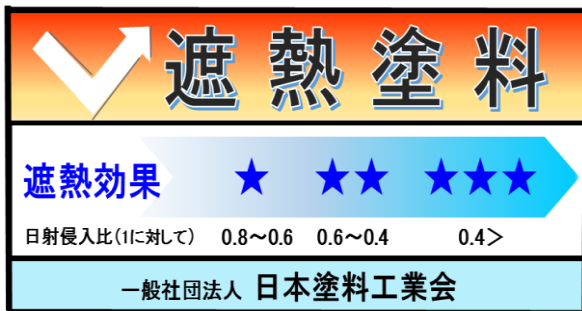 遮熱塗料
遮熱効果 ★ ★★ ★★★
日射侵入比(1に対して) 0.8～0.6 0.6～0.4 0.4＞
一般社団法人 日本塗料工業会